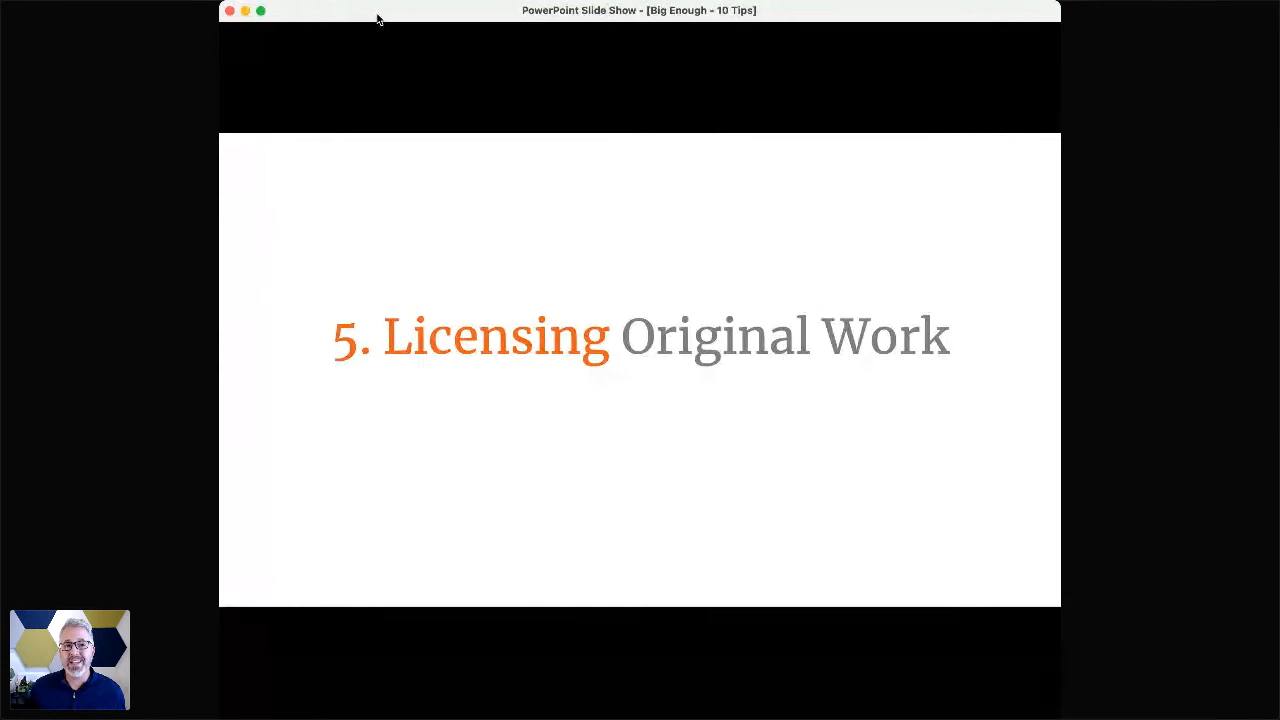 PowerPoint Slide Show - [Big Enough - 10 Tips]
5. Licensing Original Work